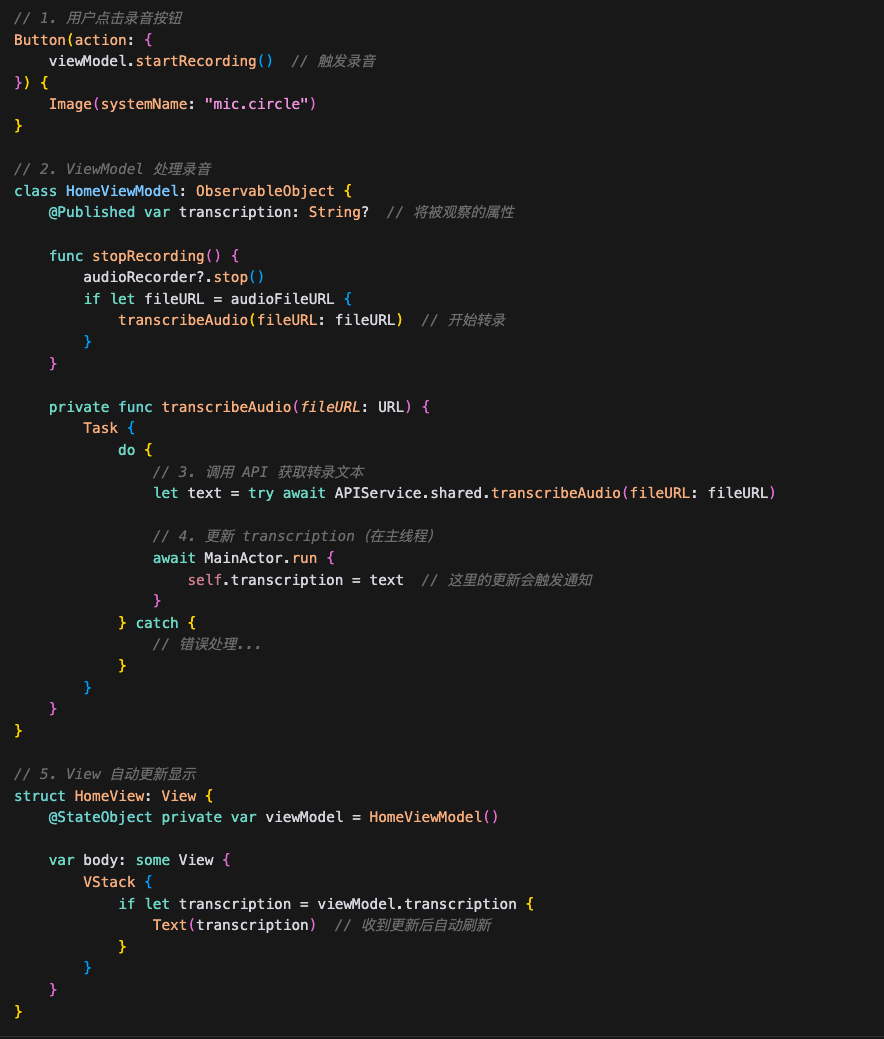 // 1. 用户点击录音按钮
Button(action: {
    viewModel.startRecording()  // 触发录音
}) {
    Image(systemName: "mic.circle")
}

// 2. ViewModel 处理录音
class HomeViewModel: ObservableObject {
    @Published var transcription: String?  // 将被观察的属性

    func stopRecording() {
        audioRecorder?.stop()
        if let fileURL = audioFileURL {
            transcribeAudio(fileURL: fileURL)  // 开始转录
        }
    }

    private func transcribeAudio(fileURL: URL) {
        Task {
            do {
                // 3. 调用 API 获取转录文本
                let text = try await APIService.shared.transcribeAudio(fileURL: fileURL)

                // 4. 更新 transcription（在主线程）
                await MainActor.run {
                    self.transcription = text  // 这里的更新会触发通知
                }
            } catch {
                // 错误处理...
            }
        }
    }
}

// 5. View 自动更新显示
struct HomeView: View {
    @StateObject private var viewModel = HomeViewModel()

    var body: some View {
        VStack {
            if let transcription = viewModel.transcription {
                Text(transcription)  // 收到更新后自动刷新
            }
        }
    }
}